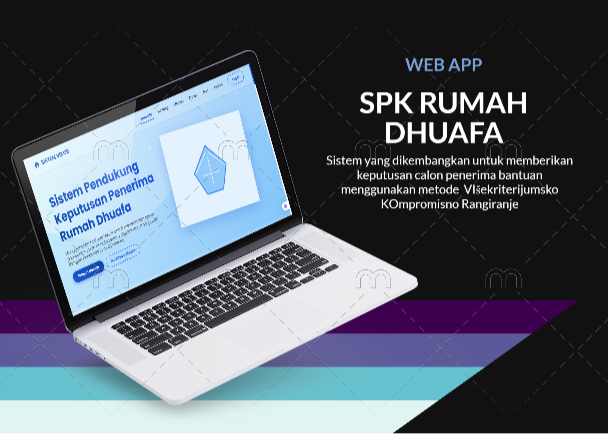 WEB APP
SPK RUMAH
DHUAFA
Sistem yang dikembangkan untuk memberikan
keputusan calon penerima bantuan
menggunakan metode VIšekriterijumsko
KOmpromisno Rangiranje
Sistem Pendukung
Keputusan Penerima
Rumah Dhuafa